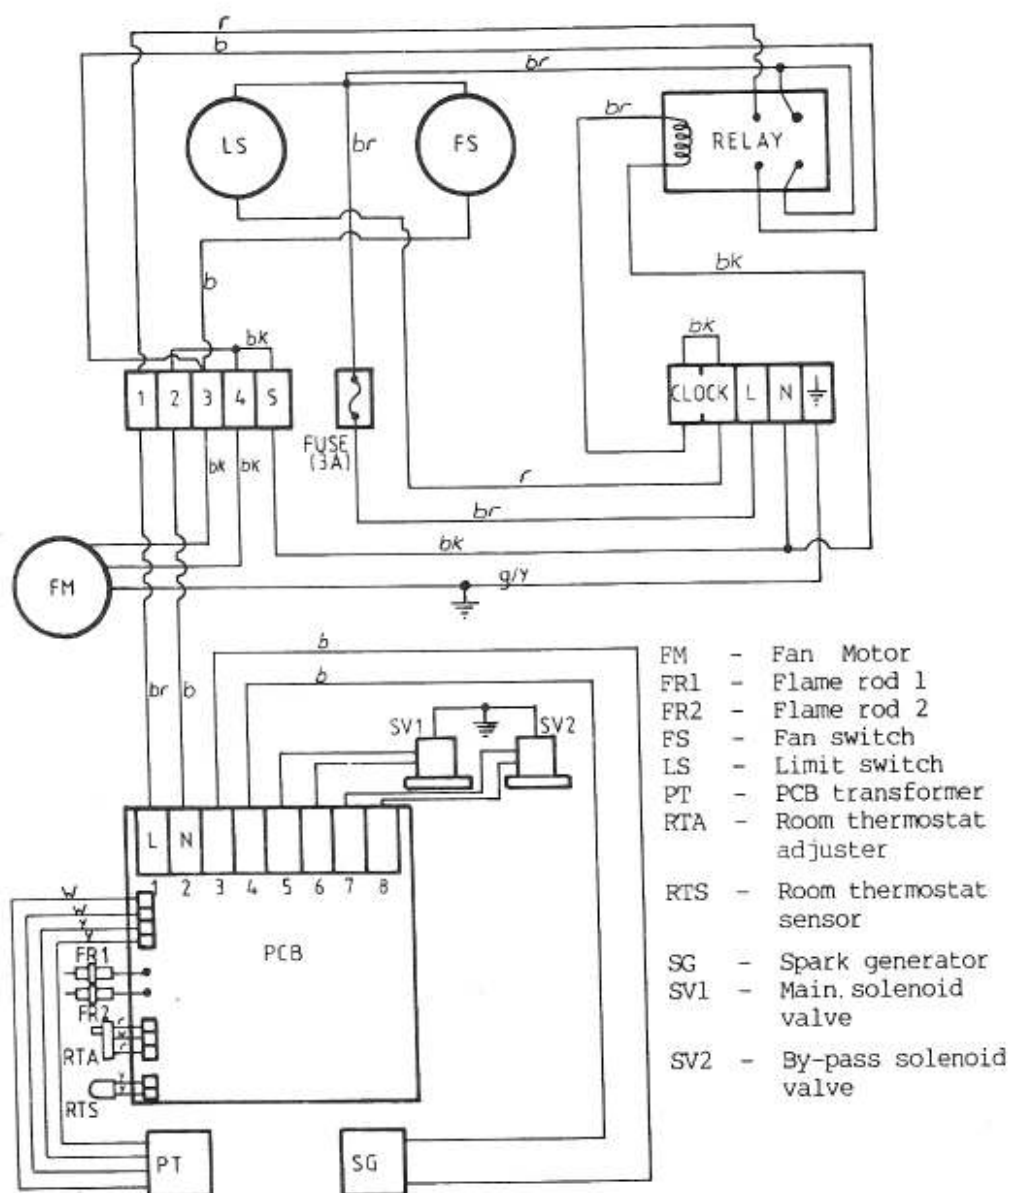 r
b
br
br
LS
br
FS
RELAY
b
bk
bk
bk
1 2 3 4 5
CLOCK L N
FUSE
(3A)
bk bk
r
br
bk
FM
g/y
b
b
br b
SV1 SV2
L N
1 2 3 4 5 6 7 8
W
W
Y
Y
FR1
FR2
PCB
r
w
r
RTA
Y
Y
RTS
PT
SG
FM - Fan Motor
FR1 - Flame rod 1
FR2 - Flame rod 2
FS - Fan switch
LS - Limit switch
PT - PCB transformer
RTA - Room thermostat
adjuster
RTS - Room thermostat
sensor
SG - Spark generator
SV1 - Main.solenoid
valve
SV2 - By-pass solenoid
valve